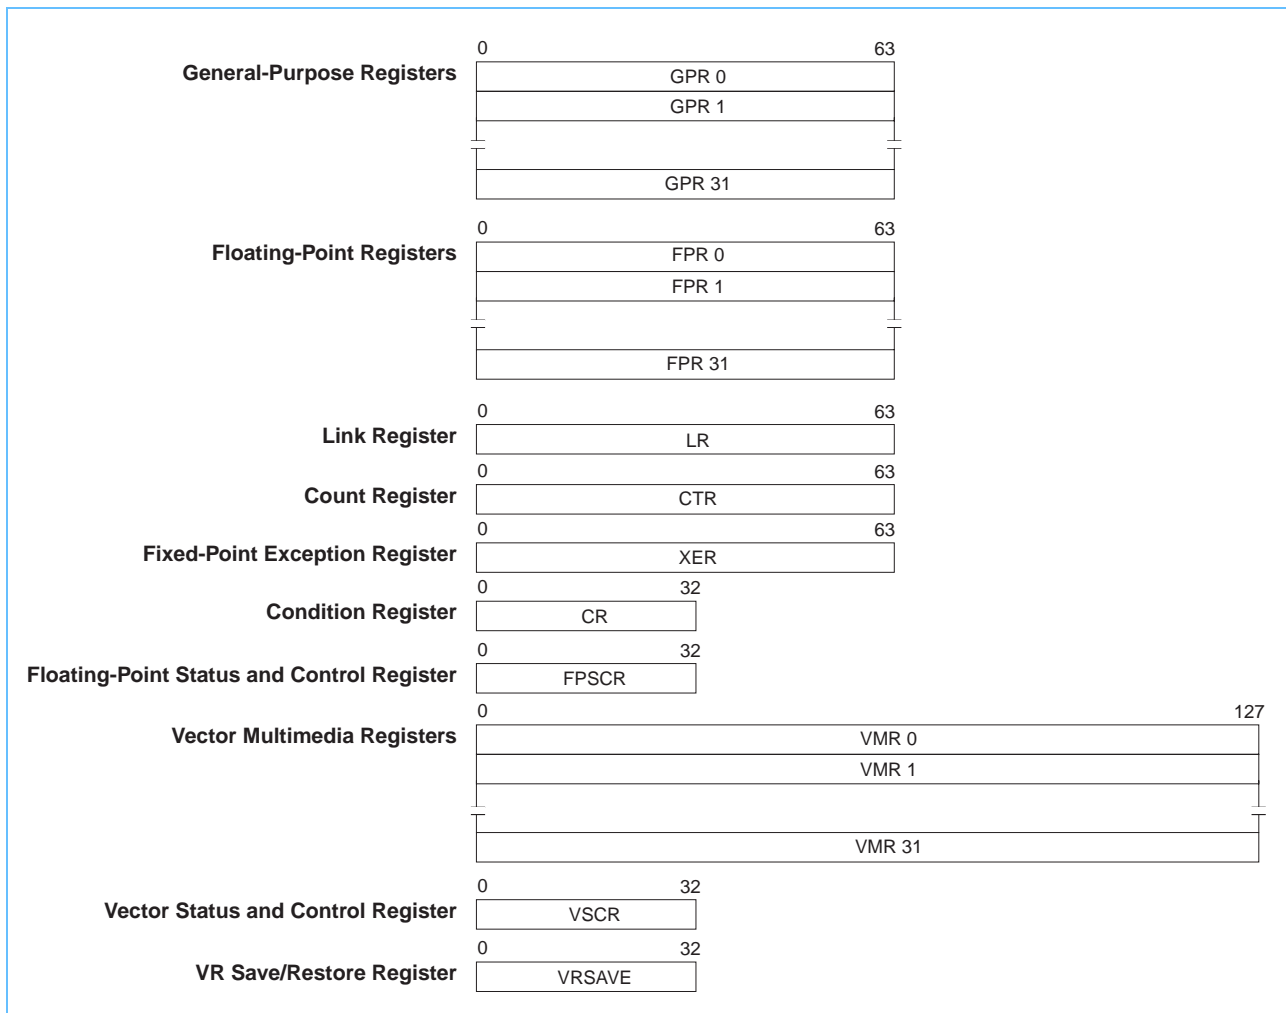 0 63
General-Purpose Registers GPR 0
GPR 1
GPR 31
0 63
Floating-Point Registers FPR 0
FPR 1
FPR 31
0 63
Link Register LR
0 63
Count Register CTR
0 63
Fixed-Point Exception Register XER
0 32
Condition Register CR
0 32
Floating-Point Status and Control Register FPSCR
0 127
Vector Multimedia Registers VMR 0
VMR 1
VMR 31
0 32
Vector Status and Control Register VSCR
0 32
VR Save/Restore Register VRSAVE